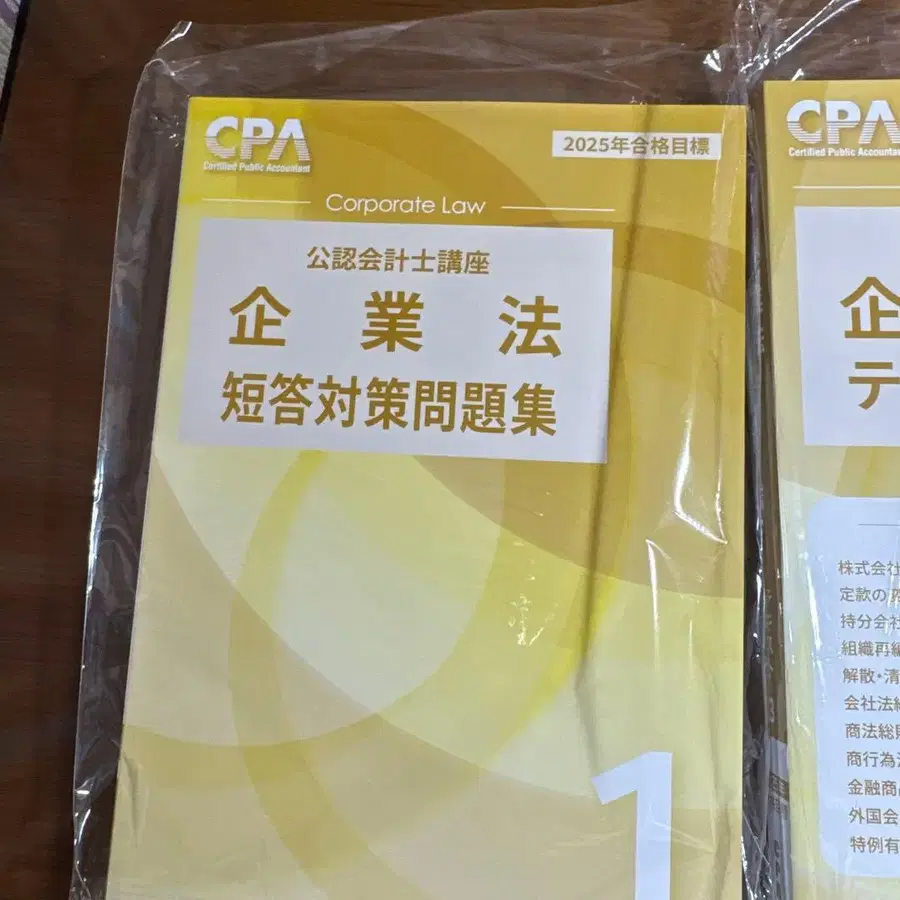 CPA
Certified Public Accountant
2025年合格目標
Corporate Law
公認会計士講座
企業法
短答対策問題集
1
CPA
Certified Public Accounta
企
テ
株式会社
定款の
持分会社
組織再編
解散・清
会社法総
商法総則
商行為
金融商
外国会
特例有